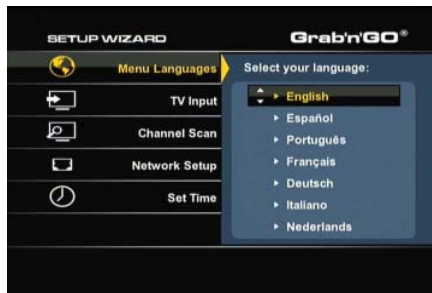 SETUP WIZARD
Grab'n'GO®
Menu Languages
TV Input
Channel Scan
Network Setup
Set Time
Select your language:
English
Español
Português
Français
Deutsch
Italiano
Nederlands